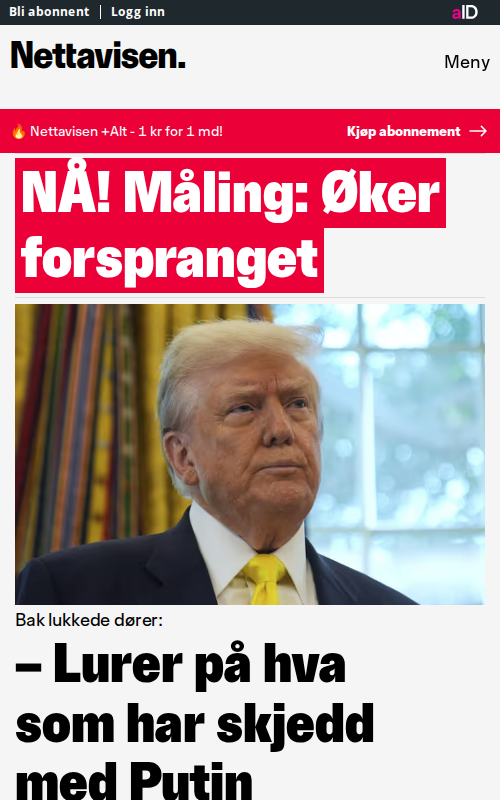 Bli abonnent | Logg inn
aID
Nettavisen.
Meny
🔥 Nettavisen +Alt - 1 kr for 1 md!
Kjøp abonnement →
NÅ! Måling: Øker
forspranget
Bak lukkede dører:
– Lurer på hva
som har skjedd
med Putin